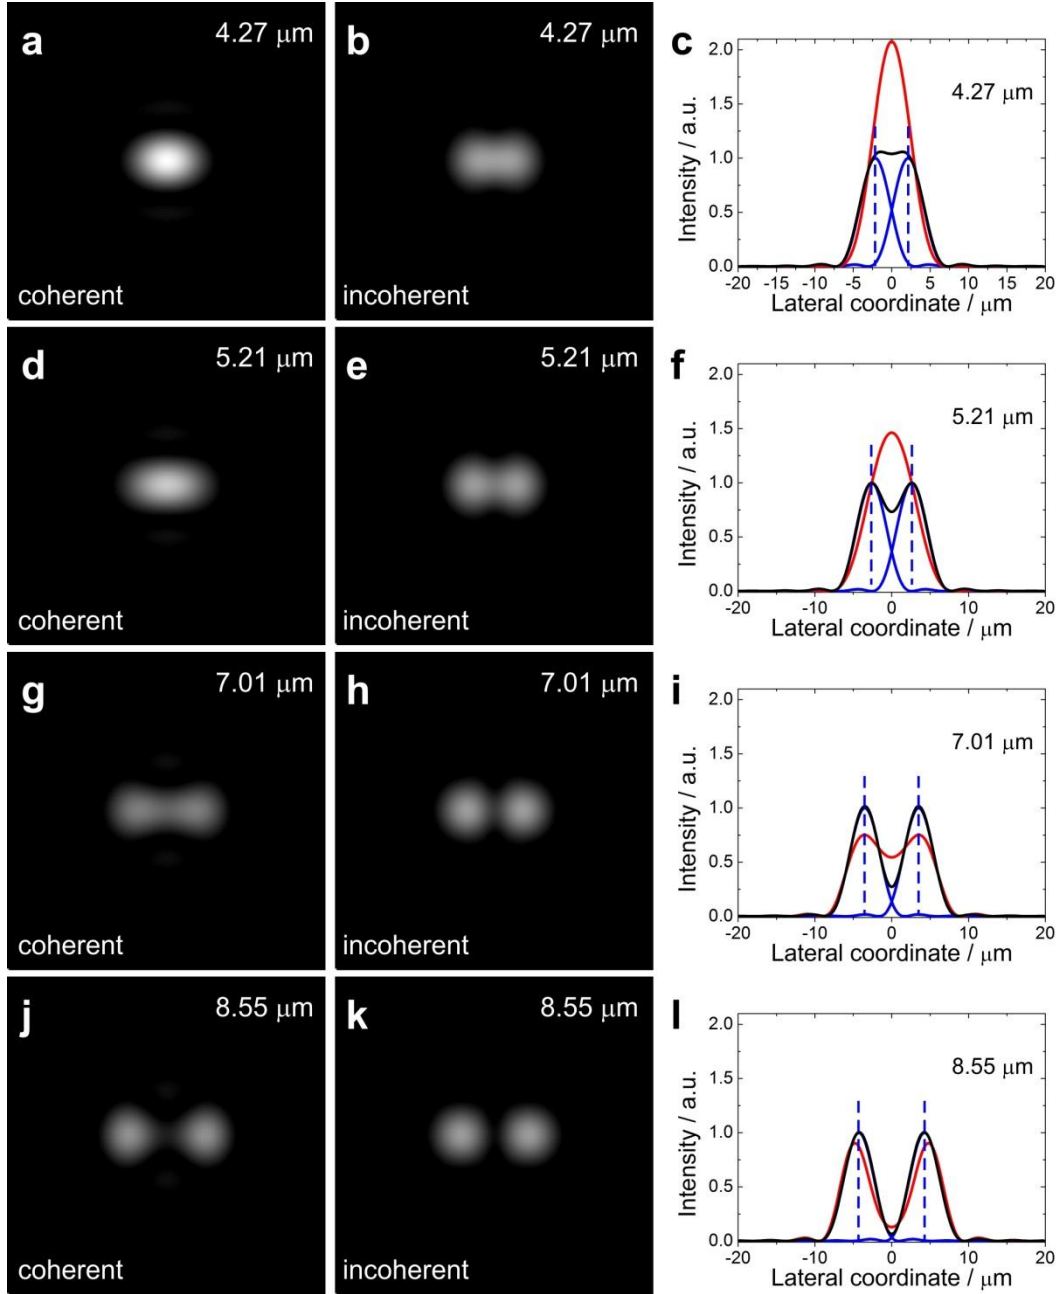 a 4.27 μm
coherent
b 4.27 μm
incoherent
c
4.27 μm
Intensity / a.u.
2.0
1.5
1.0
0.5
0.0
-20 -15 -10 -5 0 5 10 15 20
Lateral coordinate / μm
d 5.21 μm
coherent
e 5.21 μm
incoherent
f
5.21 μm
Intensity / a.u.
2.0
1.5
1.0
0.5
0.0
-20 -10 0 10 20
Lateral coordinate / μm
g 7.01 μm
coherent
h 7.01 μm
incoherent
i
7.01 μm
Intensity / a.u.
2.0
1.5
1.0
0.5
0.0
-20 -10 0 10 20
Lateral coordinate / μm
j 8.55 μm
coherent
k 8.55 μm
incoherent
l
8.55 μm
Intensity / a.u.
2.0
1.5
1.0
0.5
0.0
-20 -10 0 10 20
Lateral coordinate / μm